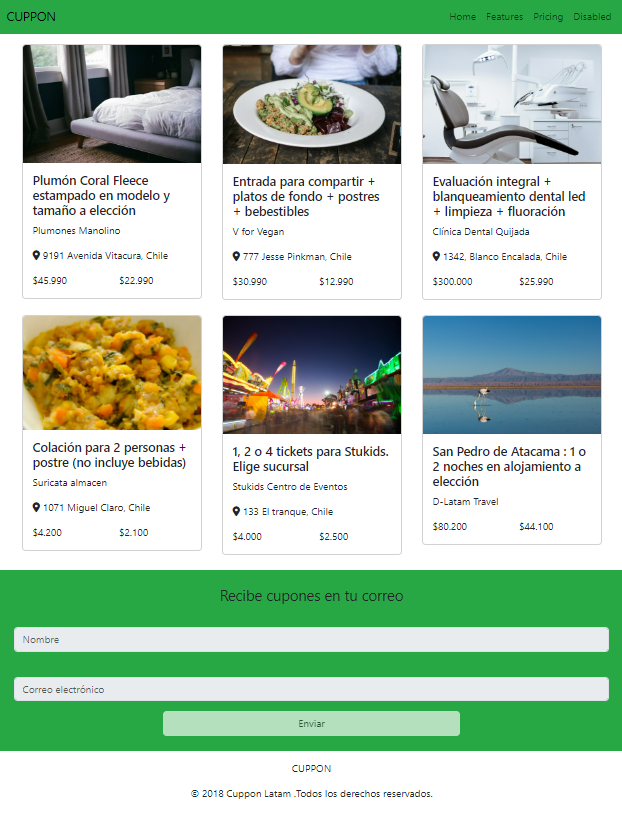 CUPPON
Home Features Pricing Disabled
Plumón Coral Fleece
estampado en modelo y
tamaño a elección
Plumones Manolino
9191 Avenida Vitacura, Chile
$45.990 $22.990
Entrada para compartir +
platos de fondo + postres
+ bebestibles
V for Vegan
777 Jesse Pinkman, Chile
$30.990 $12.990
Evaluación integral +
blanqueamiento dental led
+ limpieza + fluoración
Clínica Dental Quijada
1342, Blanco Encalada, Chile
$300.000 $25.990
Colación para 2 personas +
postre (no incluye bebidas)
Suricata almacen
1071 Miguel Claro, Chile
$4.200 $2.100
1, 2 o 4 tickets para Stukids.
Elige sucursal
Stukids Centro de Eventos
133 El tranque, Chile
$4.000 $2.500
San Pedro de Atacama : 1 o
2 noches en alojamiento a
elección
D-Latam Travel
$80.200 $44.100
Recibe cupones en tu correo
Nombre
Correo electrónico
Enviar
CUPPON
© 2018 Cuppon Latam .Todos los derechos reservados.